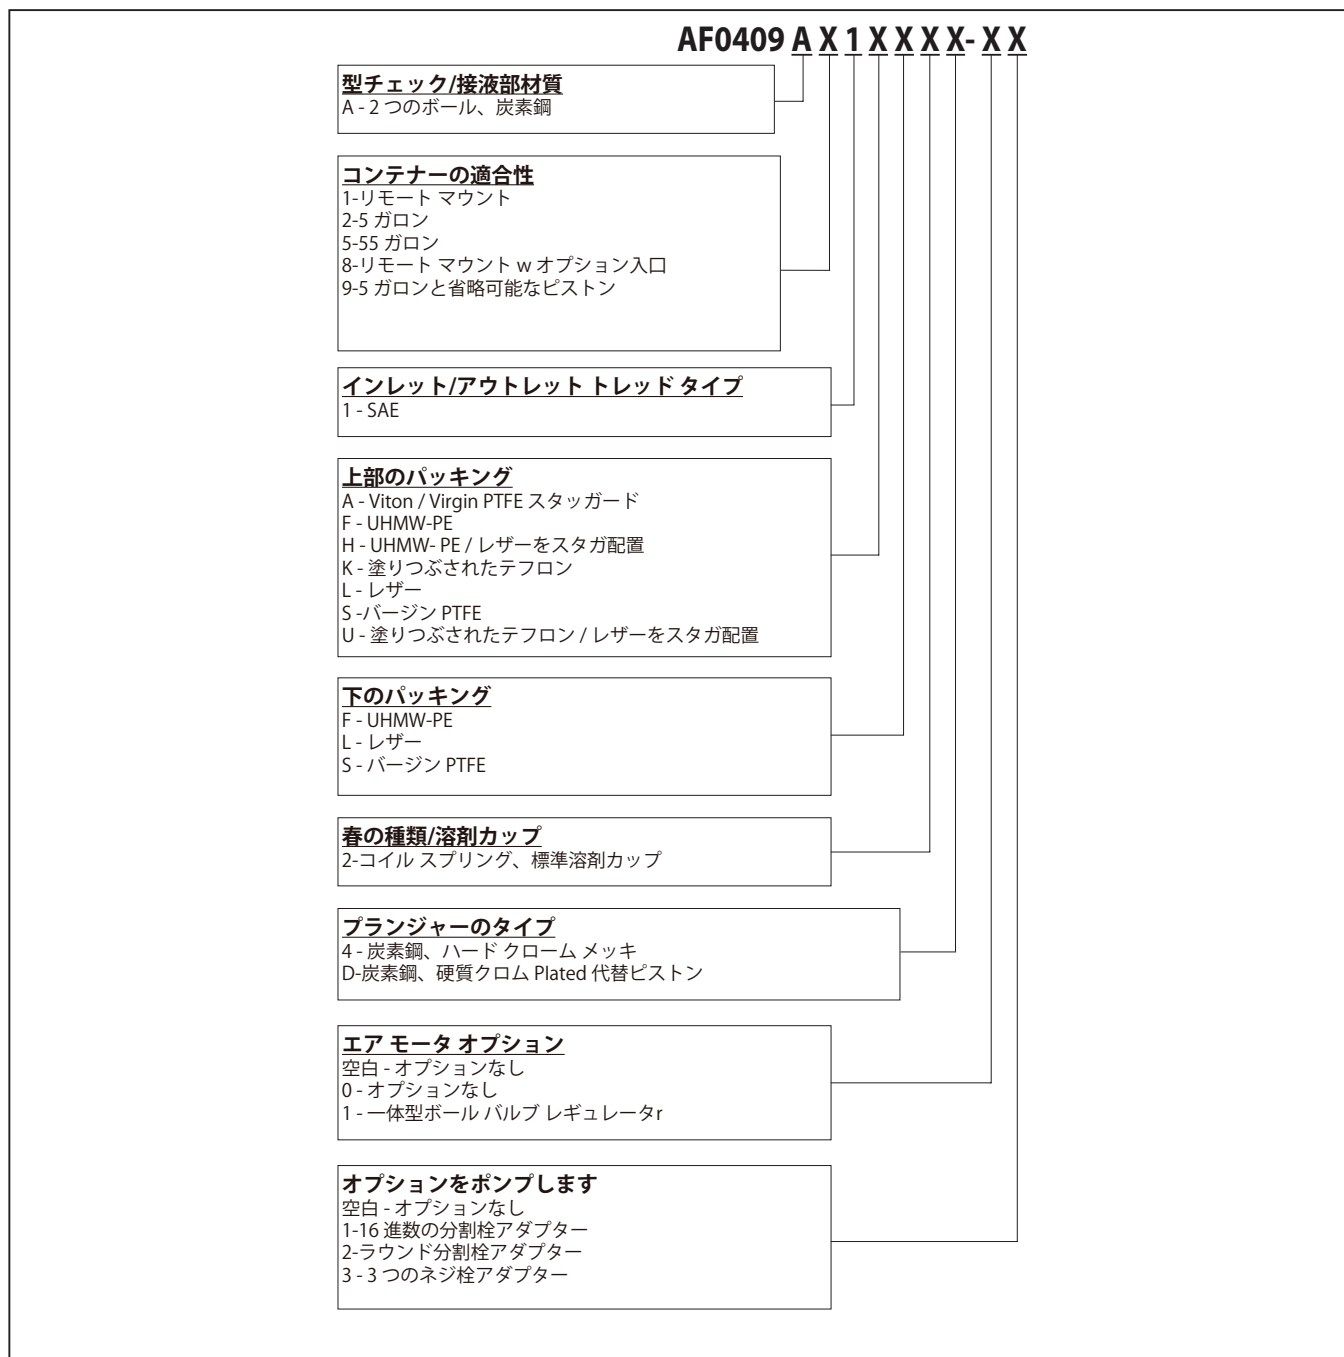 AF0409 A X 1 X X X X- X X
型チェック/接液部材質
A - 2 つのボール、炭素鋼
コンテナーの適合性
1-リモート マウント
2-5 ガロン
5-55 ガロン
8-リモート マウント w オプション入口
9-5 ガロンと省略可能なピストン
インレット/アウトレット トレッド タイプ
1 - SAE
上部のパッキング
A - Viton / Virgin PTFE スタッガード
F - UHMW-PE
H - UHMW- PE / レザーをスタガ配置
K - 塗りつぶされたテフロン
L - レザー
S -バージン PTFE
U - 塗りつぶされたテフロン / レザーをスタガ配置
下のパッキング
F - UHMW-PE
L - レザー
S - バージン PTFE
春の種類/溶剤カップ
2-コイル スプリング、標準溶剤カップ
プランジャーのタイプ
4 - 炭素鋼、ハード クローム メッキ
D-炭素鋼、硬質クロム Plated 代替ピストン
エア モータ オプション
空白 - オプションなし
0 - オプションなし
1 - 一体型ボール バルブ レギュレータr
オプションをポンプします
空白 - オプションなし
1-16 進数の分割栓アダプター
2-ラウンド分割栓アダプター
3 - 3 つのネジ栓アダプター